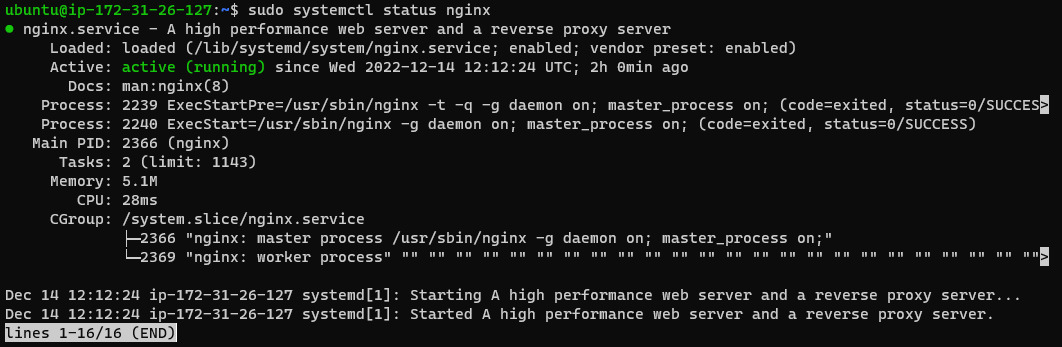 ubuntu@ip-172-31-26-127:~$ sudo systemctl status nginx
● nginx.service - A high performance web server and a reverse proxy server
     Loaded: loaded (/lib/systemd/system/nginx.service; enabled; vendor preset: enabled)
     Active: active (running) since Wed 2022-12-14 12:12:24 UTC; 2h 0min ago
       Docs: man:nginx(8)
    Process: 2239 ExecStartPre=/usr/sbin/nginx -t -q -g daemon on; master_process on; (code=exited, status=0/SUCCES>
    Process: 2240 ExecStart=/usr/sbin/nginx -g daemon on; master_process on; (code=exited, status=0/SUCCESS)
   Main PID: 2366 (nginx)
      Tasks: 2 (limit: 1143)
     Memory: 5.1M
        CPU: 28ms
     CGroup: /system.slice/nginx.service
             ├─2366 "nginx: master process /usr/sbin/nginx -g daemon on; master_process on;"
             └─2369 "nginx: worker process" "" "" "" "" "" "" "" "" "" "" "" "" "" "" "" "" "" "" "" "" "" "" "" "">

Dec 14 12:12:24 ip-172-31-26-127 systemd[1]: Starting A high performance web server and a reverse proxy server...
Dec 14 12:12:24 ip-172-31-26-127 systemd[1]: Started A high performance web server and a reverse proxy server.
lines 1-16/16 (END)